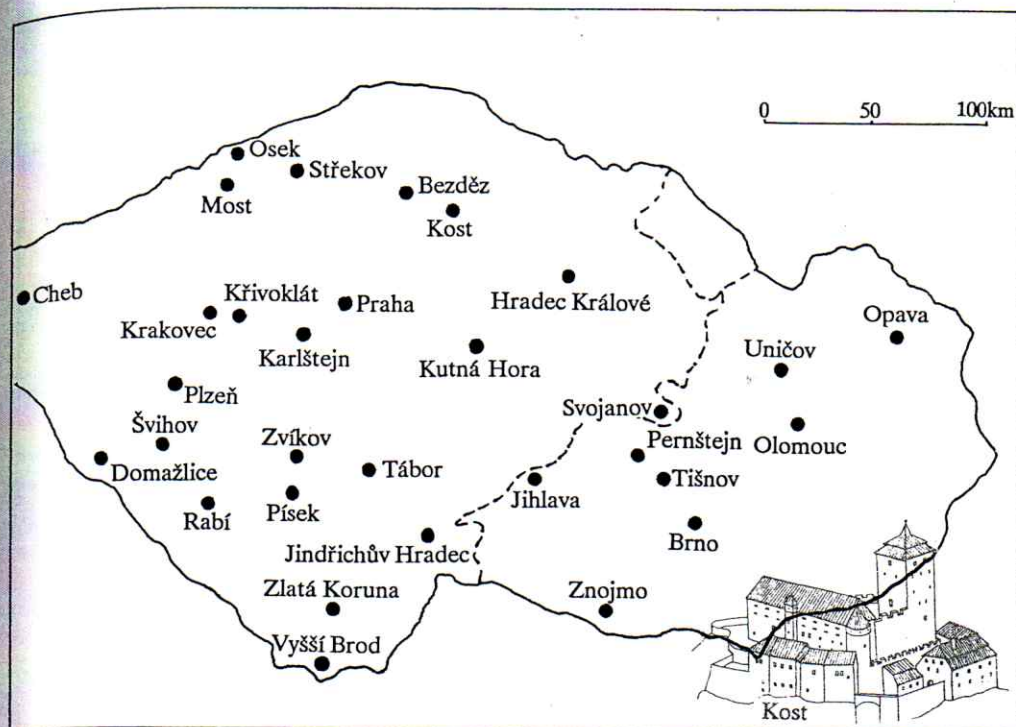 0 50 100km
Osek
Střekov
Most
Bezděz
Kost
Cheb
Křivoklát
Krakovec
Praha
Karlštejn
Hradec Králové
Kutná Hora
Opava
Uničov
Plzeň
Svojanov
Olomouc
Švihov
Domažlice
Zvíkov
Tábor
Pernštejn
Tišnov
Jihlava
Rabí
Písek
Brno
Jindřichův Hradec
Zlatá Koruna
Znojmo
Vyšší Brod
Kost